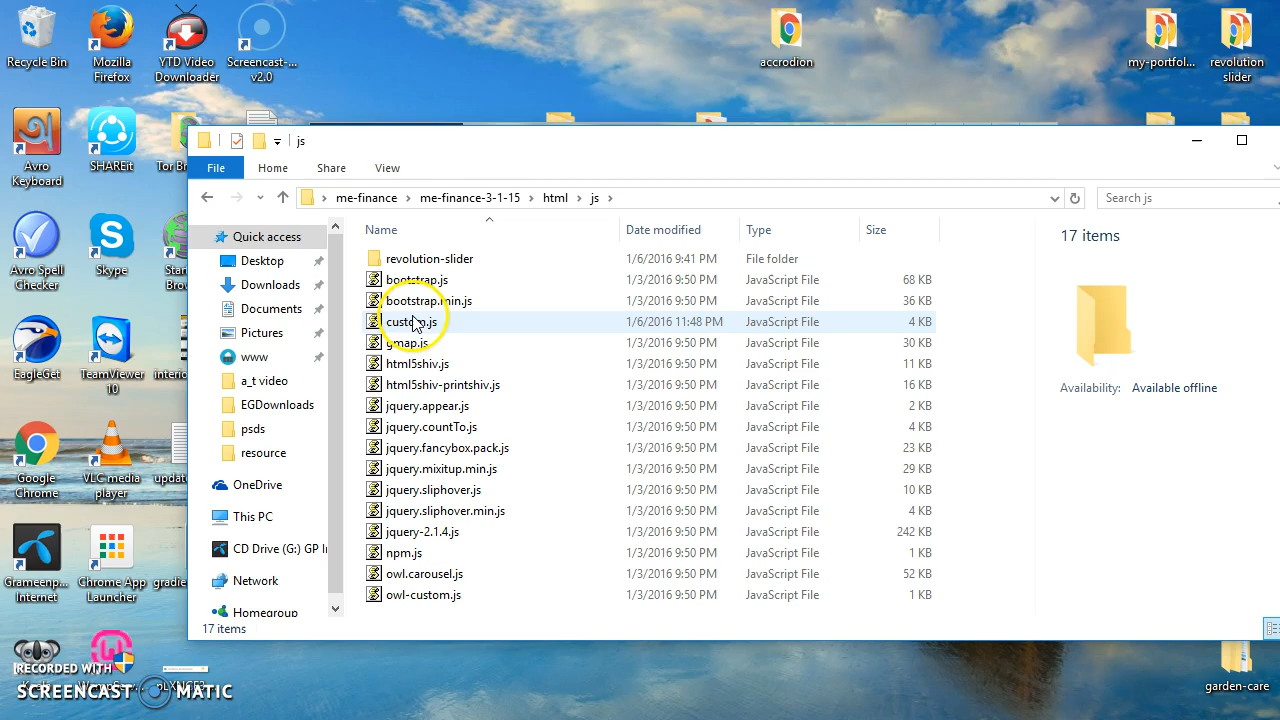 Recycle Bin
Mozilla
Firefox
YTD Video
Downloader
Screencast-...
v2.0
accrodion
my-portfol...
revolution
slider
Avro
Keyboard
SHAREit
Tor Br
js
File
Home
Share
View
me-finance > me-finance-3-1-15 > html > js >
Search js
Name
Date modified
Type
Size
17 items
revolution-slider 1/6/2016 9:41 PM File folder
bootstrap.js 1/3/2016 9:50 PM JavaScript File 68 KB
bootstrap.min.js 1/3/2016 9:50 PM JavaScript File 36 KB
custom.js 1/6/2016 11:48 PM JavaScript File 4 KB
gmap.js 1/3/2016 9:50 PM JavaScript File 30 KB
html5shiv.js 1/3/2016 9:50 PM JavaScript File 11 KB
html5shiv-printshiv.js 1/3/2016 9:50 PM JavaScript File 16 KB
jquery.appear.js 1/3/2016 9:50 PM JavaScript File 2 KB
jquery.countTo.js 1/3/2016 9:50 PM JavaScript File 4 KB
jquery.fancybox.pack.js 1/3/2016 9:50 PM JavaScript File 23 KB
jquery.mixitup.min.js 1/3/2016 9:50 PM JavaScript File 29 KB
jquery.sliphover.js 1/3/2016 9:50 PM JavaScript File 10 KB
jquery.sliphover.min.js 1/3/2016 9:50 PM JavaScript File 4 KB
jquery-2.1.4.js 1/3/2016 9:50 PM JavaScript File 242 KB
npm.js 1/3/2016 9:50 PM JavaScript File 1 KB
owl.carousel.js 1/3/2016 9:50 PM JavaScript File 52 KB
owl-custom.js 1/3/2016 9:50 PM JavaScript File 1 KB
Availability: Available offline
Quick access
Desktop
Downloads
Documents
Pictures
www
a_t video
EGDownloads
psds
resource
OneDrive
This PC
CD Drive (G:) GP I
Network
Homegroup
17 items
Avro Spell
Checker
Skype
Star
Brow
EagleGet
TeamViewer
10
interio
Google
Chrome
VLC media
player
updat
Grameenp...
Internet
Chrome App
Launcher
gradie
garden-care
RECORDED WITH
SCREENCAST MATIC